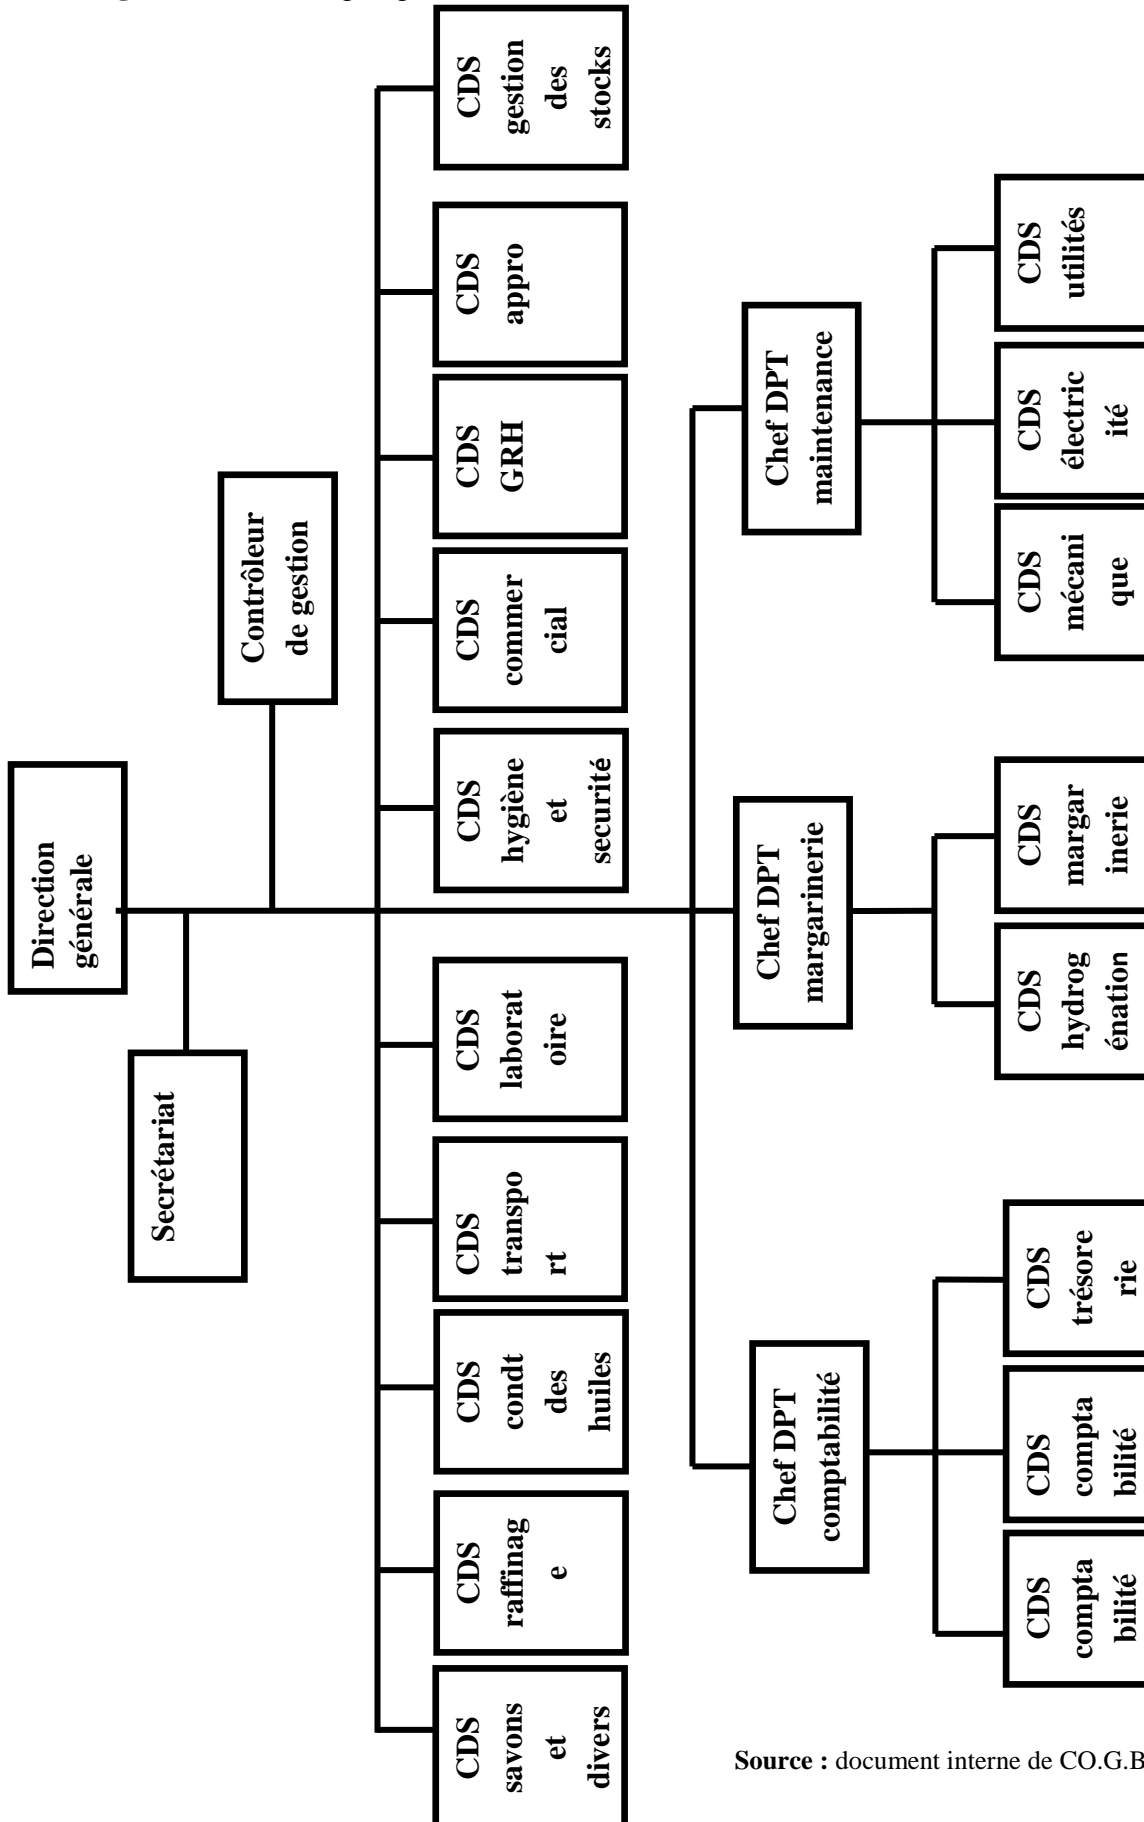 Direction
générale
Secrétariat
Contrôleur
de gestion
CDS
savons
et
divers
CDS
raffinag
e
CDS
condt
des
huiles
CDS
transpo
rt
CDS
laborat
oire
CDS
hygiène
et
securité
CDS
commer
cial
CDS
GRH
CDS
appro
CDS
gestion
des
stocks
Chef DPT
comptabilité
Chef DPT
margarinerie
Chef DPT
maintenance
CDS
compta
bilité
CDS
compta
bilité
CDS
trésore
rie
CDS
hydrog
énation
CDS
margar
inerie
CDS
mécani
que
CDS
électric
ité
CDS
utilités
Source : document interne de CO.G.B